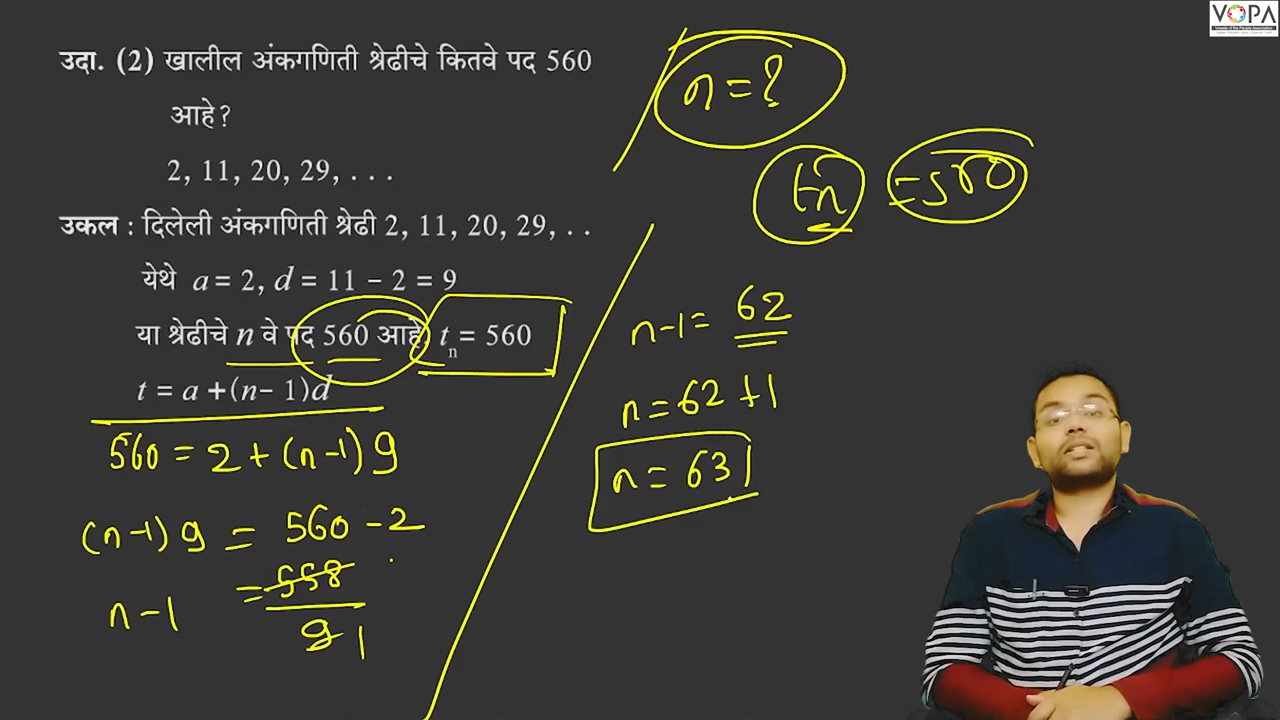 उदा. (2) खालील अंकगणिती श्रेढीचे कितवे पद 560
आहे?
2, 11, 20, 29, . . .
उकल : दिलेली अंकगणिती श्रेढी 2, 11, 20, 29, . .
येथे a = 2, d = 11 - 2 = 9
या श्रेढीचे n वे पद 560 आहे. tn = 560
t = a +(n- 1)d
560 = 2 + (n-1) 9
(n-1) 9 = 560 - 2
n-1 = 558
9 1
n = ?
tn = 560
n-1 = 62
n = 62 + 1
n = 63
VOPA